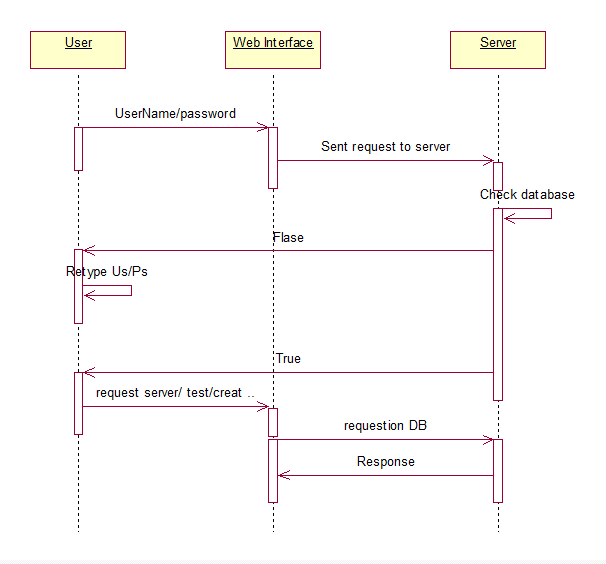 User
Web Interface
Server
UserName/password
Sent request to server
Check database
Flase
Retype Us/Ps
True
request server/ test/creat ..
requestion DB
Response